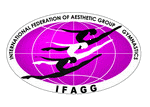 INTERNATIONAL FEDERATION OF AESTHETIC GROUP GYMNASTICS
IFAGG